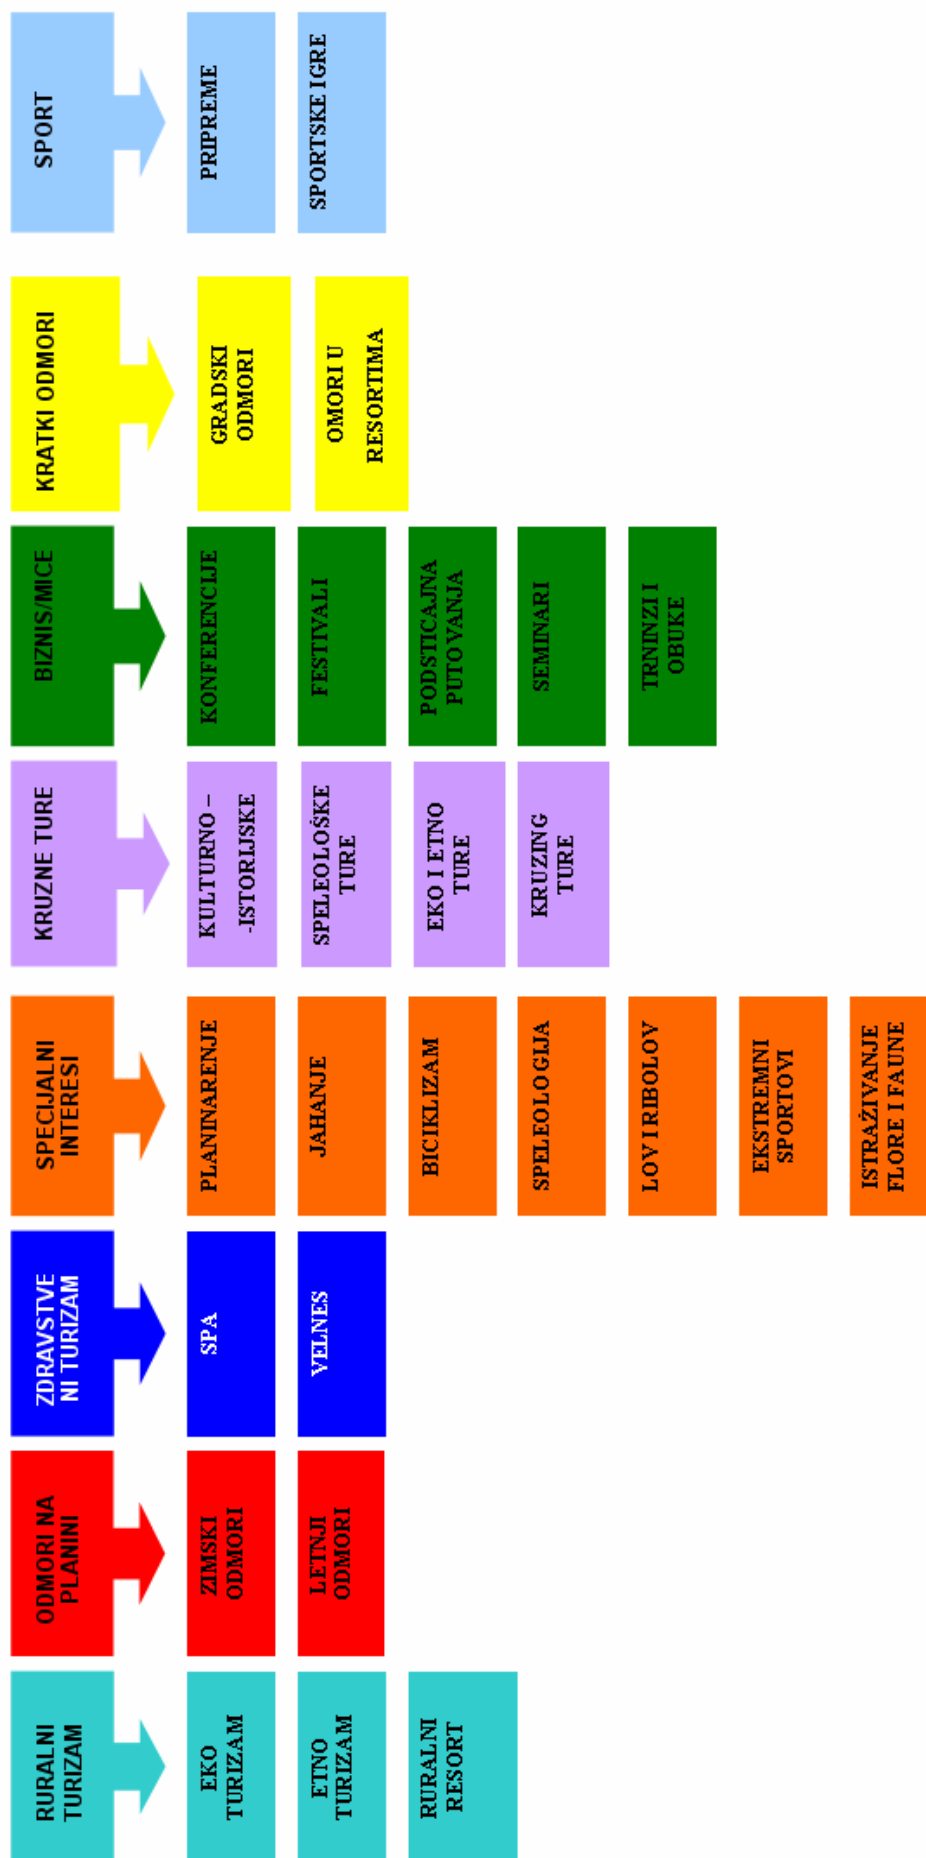 RURALNI
TURIZAM
EKO
TURIZAM
ETNO
TURIZAM
RURALNI
RESORT
ODMORI NA
PLANINI
ZIMSKI
ODMORI
LETNJI
ODMORI
ZDRAVSTVE
NI TURIZAM
SPA
VELNES
SPECIJALNI
INTERESI
PLANINARENJE
JAHANJE
BICIKLIZAM
SPELEOLOGIJA
LOV I RIBOLOV
EKSTREMNI
SPORTOVI
ISTRAŽIVANJE
FLORE I FAUNE
KRUZNE TURE
KULTURNO –
-ISTORIJSKE
SPELEOLOŠKE
TURE
EKO I ETNO
TURE
KRUZING
TURE
BIZNIS/MICE
KONFERENCIJE
FESTIVALI
PODSTICAJNA
PUTOVANJA
SEMINARI
TRNINZI I
OBUKE
KRATKI ODMORI
GRADSKI
ODMORI
OMORI U
RESORTIMA
SPORT
PRIPREME
SPORTSKE IGRE